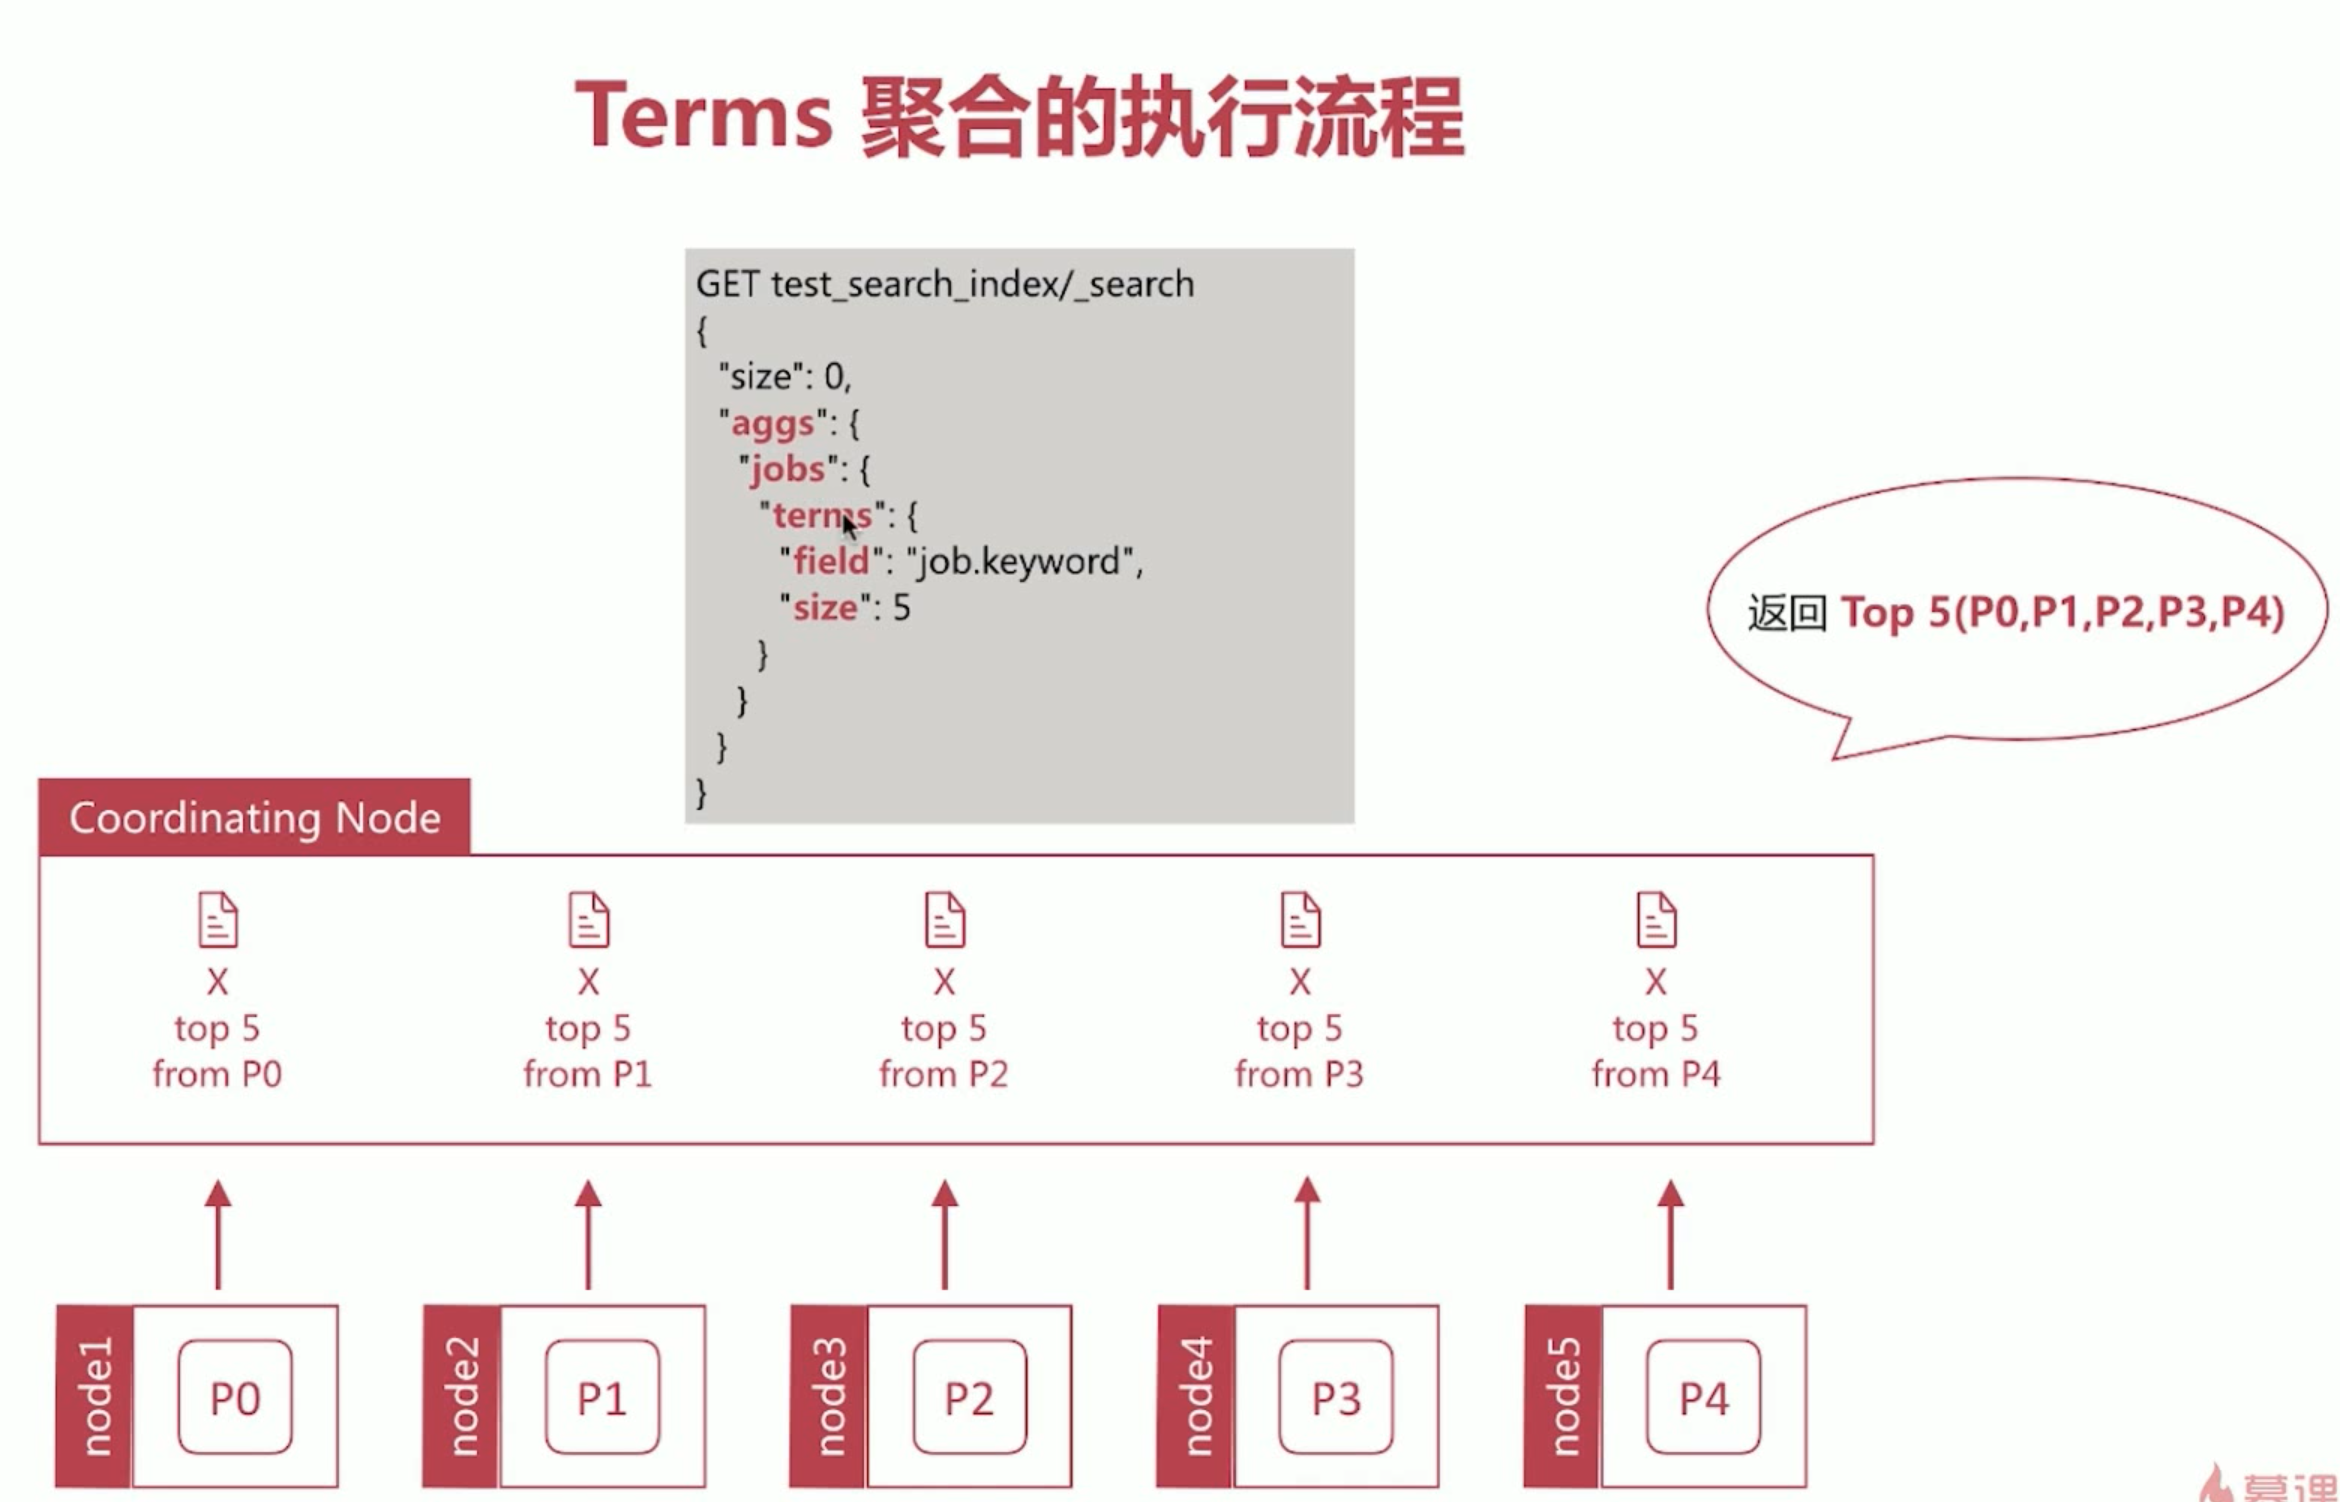 Terms 聚合的执行流程
GET test_search_index/_search
{
"size": 0,
"aggs": {
"jobs": {
"terms": {
"field": "job.keyword",
"size": 5
}
}
}
}
返回 Top 5(P0,P1,P2,P3,P4)
Coordinating Node
X
top 5
from P0
X
top 5
from P1
X
top 5
from P2
X
top 5
from P3
X
top 5
from P4
node1
P0
node2
P1
node3
P2
node4
P3
node5
P4
慕课